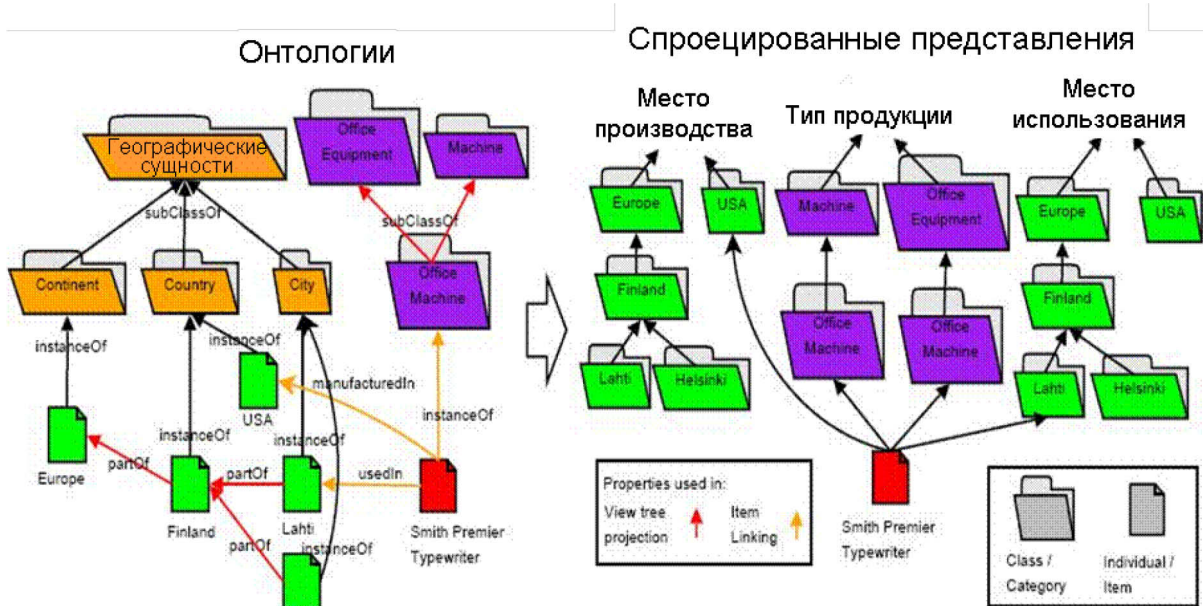 Онтологии
Географические
сущности
Office
Equipment
Machine
subClassOf
subClassOf
Continent
Country
City
Office
Machine
instanceOf
instanceOf
manufacturedIn
instanceOf
USA
instanceOf
instanceOf
Europe
partOf
partOf
usedIn
Finland
Lahti
Smith Premier
Typewriter
partOf
instanceOf
Спроецированные представления
Место
производства
Тип продукции
Место
использования
Europe
USA
Machine
Office
Equipment
Europe
USA
Finland
Finland
Office
Machine
Office
Machine
Lahti
Helsinki
Lahti
Helsinki
Properties used in:
View tree
projection
Item
Linking
Smith Premier
Typewriter
Class /
Category
Individual /
Item